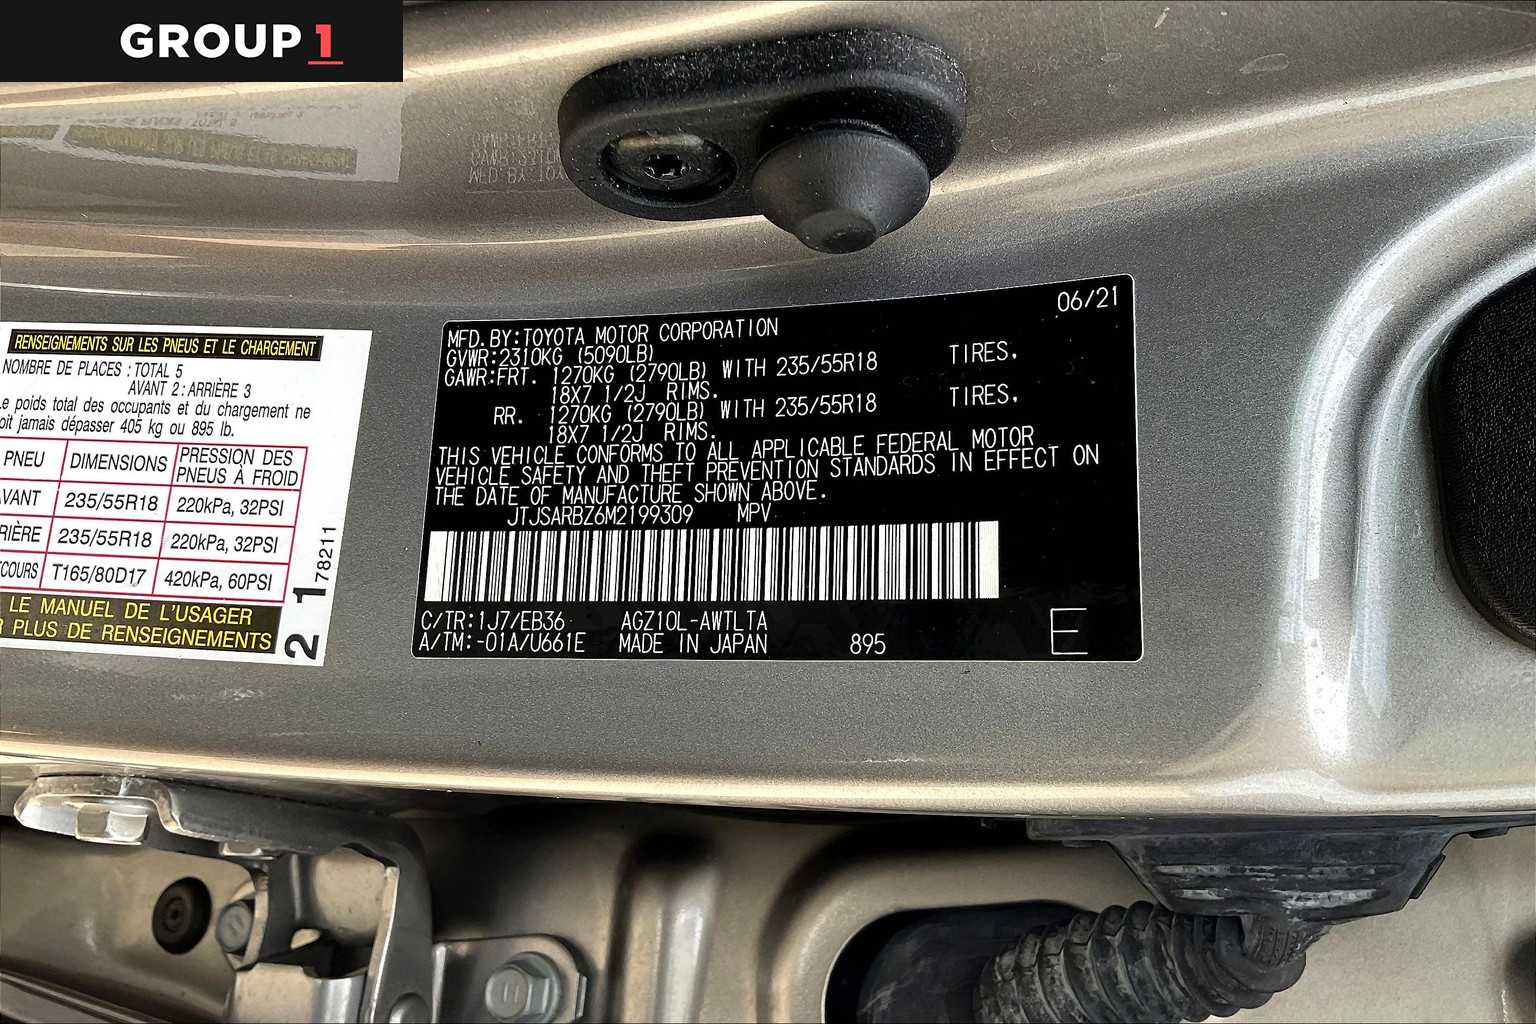 GROUP 1
RENSEIGNEMENTS SUR LES PNEUS ET LE CHARGEMENT
NOMBRE DE PLACES : TOTAL 5
AVANT 2 : ARRIÈRE 3
Le poids total des occupants et du chargement ne
doit jamais dépasser 405 kg ou 895 lb.
PNEU DIMENSIONS PRESSION DES PNEUS À FROID
AVANT 235/55R18 220kPa, 32PSI
RIÈRE 235/55R18 220kPa, 32PSI
COURS T165/80D17 420kPa, 60PSI
LE MANUEL DE L'USAGER
R PLUS DE RENSEIGNEMENTS
2 1 78211
06/21
MFD.BY:TOYOTA MOTOR CORPORATION
GVWR:2310KG (5090LB)
GAWR:FRT. 1270KG (2790LB) WITH 235/55R18 TIRES,
18X7 1/2J RIMS.
RR. 1270KG (2790LB) WITH 235/55R18 TIRES,
18X7 1/2J RIMS.
THIS VEHICLE CONFORMS TO ALL APPLICABLE FEDERAL MOTOR
VEHICLE SAFETY AND THEFT PREVENTION STANDARDS IN EFFECT ON
THE DATE OF MANUFACTURE SHOWN ABOVE.
JTJSARBZ6M2199309 MPV
C/TR:1J7/EB36 AGZ10L-AWTLTA
A/TM:-01A/U661E MADE IN JAPAN 895 E